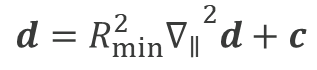 𝒅 = R²ₘᵢₙ∇∥²𝒅 + 𝒄